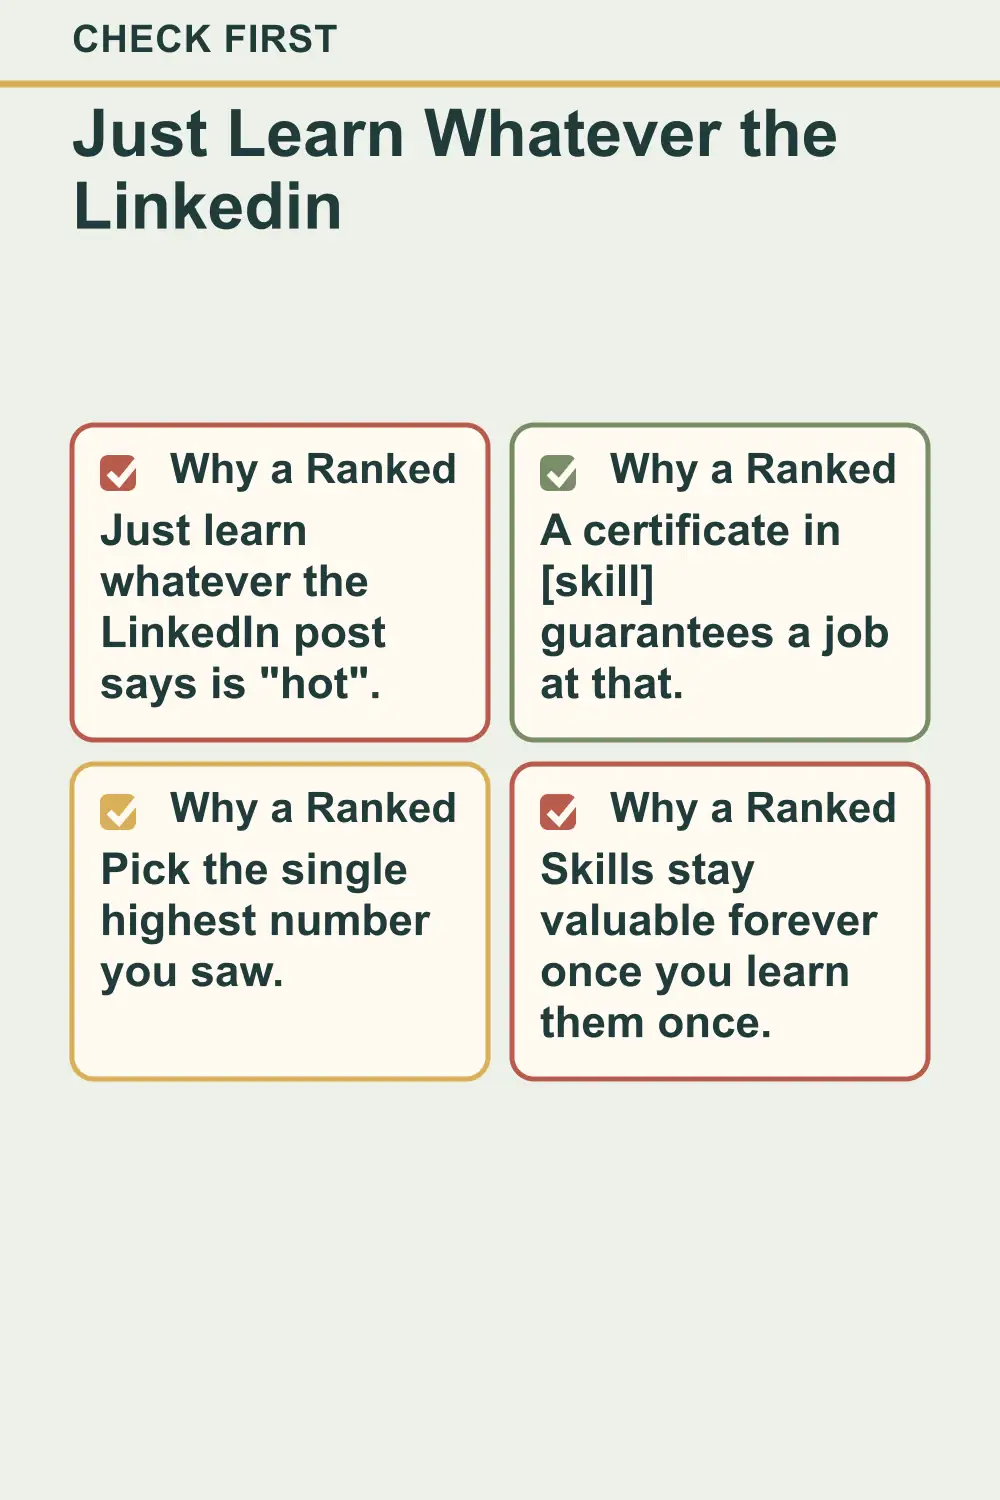 CHECK FIRST
Just Learn Whatever the
Linkedin
Why a Ranked
Just learn
whatever the
LinkedIn post
says is "hot".
Why a Ranked
A certificate in
[skill]
guarantees a job
at that.
Why a Ranked
Pick the single
highest number
you saw.
Why a Ranked
Skills stay
valuable forever
once you learn
them once.